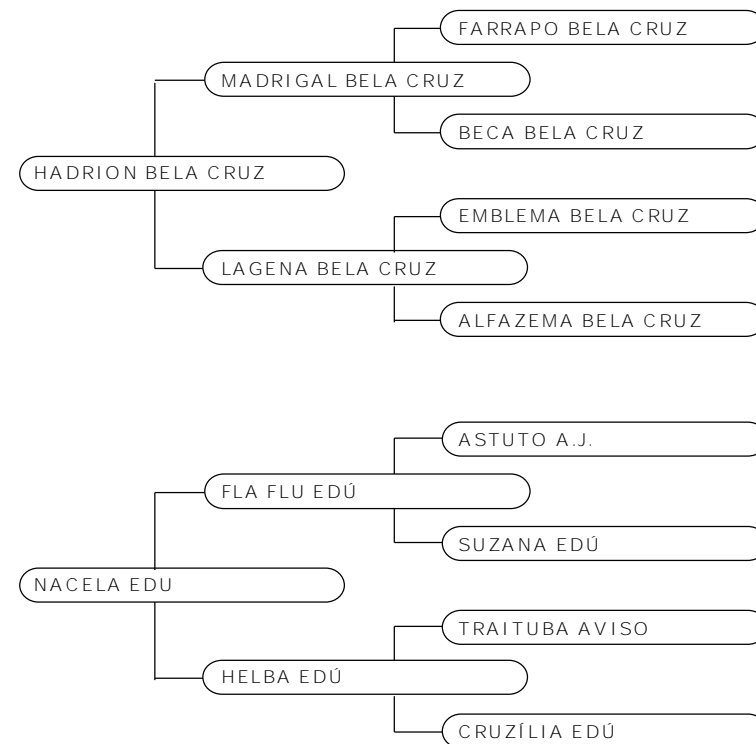 FARRAPO BELA CRUZ
MADRIGAL BELA CRUZ
BECA BELA CRUZ
HADRION BELA CRUZ
EMBLEMA BELA CRUZ
LAGENA BELA CRUZ
ALFAZEMA BELA CRUZ
ASTUTO A.J.
FLA FLU EDÚ
SUZANA EDÚ
NACELA EDU
TRAITUBA AVISO
HELBA EDÚ
CRUZÍLIA EDÚ